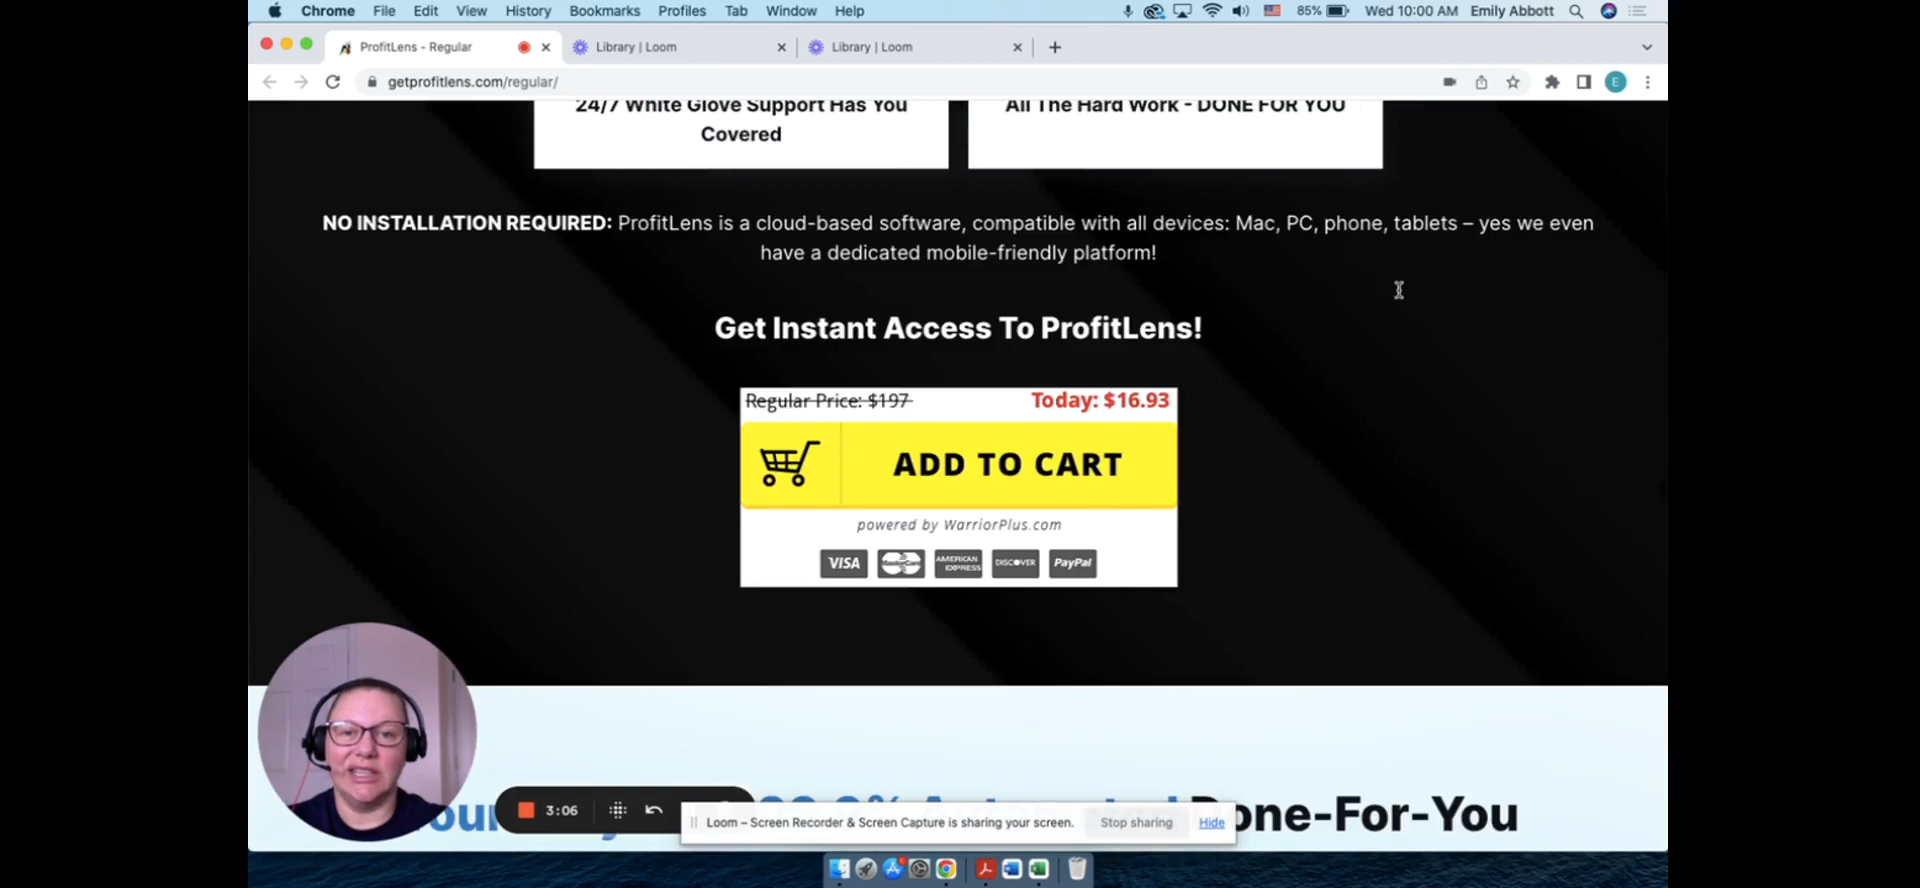 Chrome File Edit View History Bookmarks Profiles Tab Window Help 85% Wed 10:00 AM Emily Abbott
ProfitLens - Regular Library | Loom Library | Loom
getprofitlens.com/regular/ E
24/7 White Glove Support Has You
Covered
All The Hard Work - DONE FOR YOU
NO INSTALLATION REQUIRED: ProfitLens is a cloud-based software, compatible with all devices: Mac, PC, phone, tablets – yes we even
have a dedicated mobile-friendly platform!
Get Instant Access To ProfitLens!
Regular Price: $197 Today: $16.93
ADD TO CART
powered by WarriorPlus.com
VISA MasterCard AMERICAN EXPRESS DISCOVER PayPal
Done-For-You
3:06
Loom – Screen Recorder & Screen Capture is sharing your screen. Stop sharing Hide